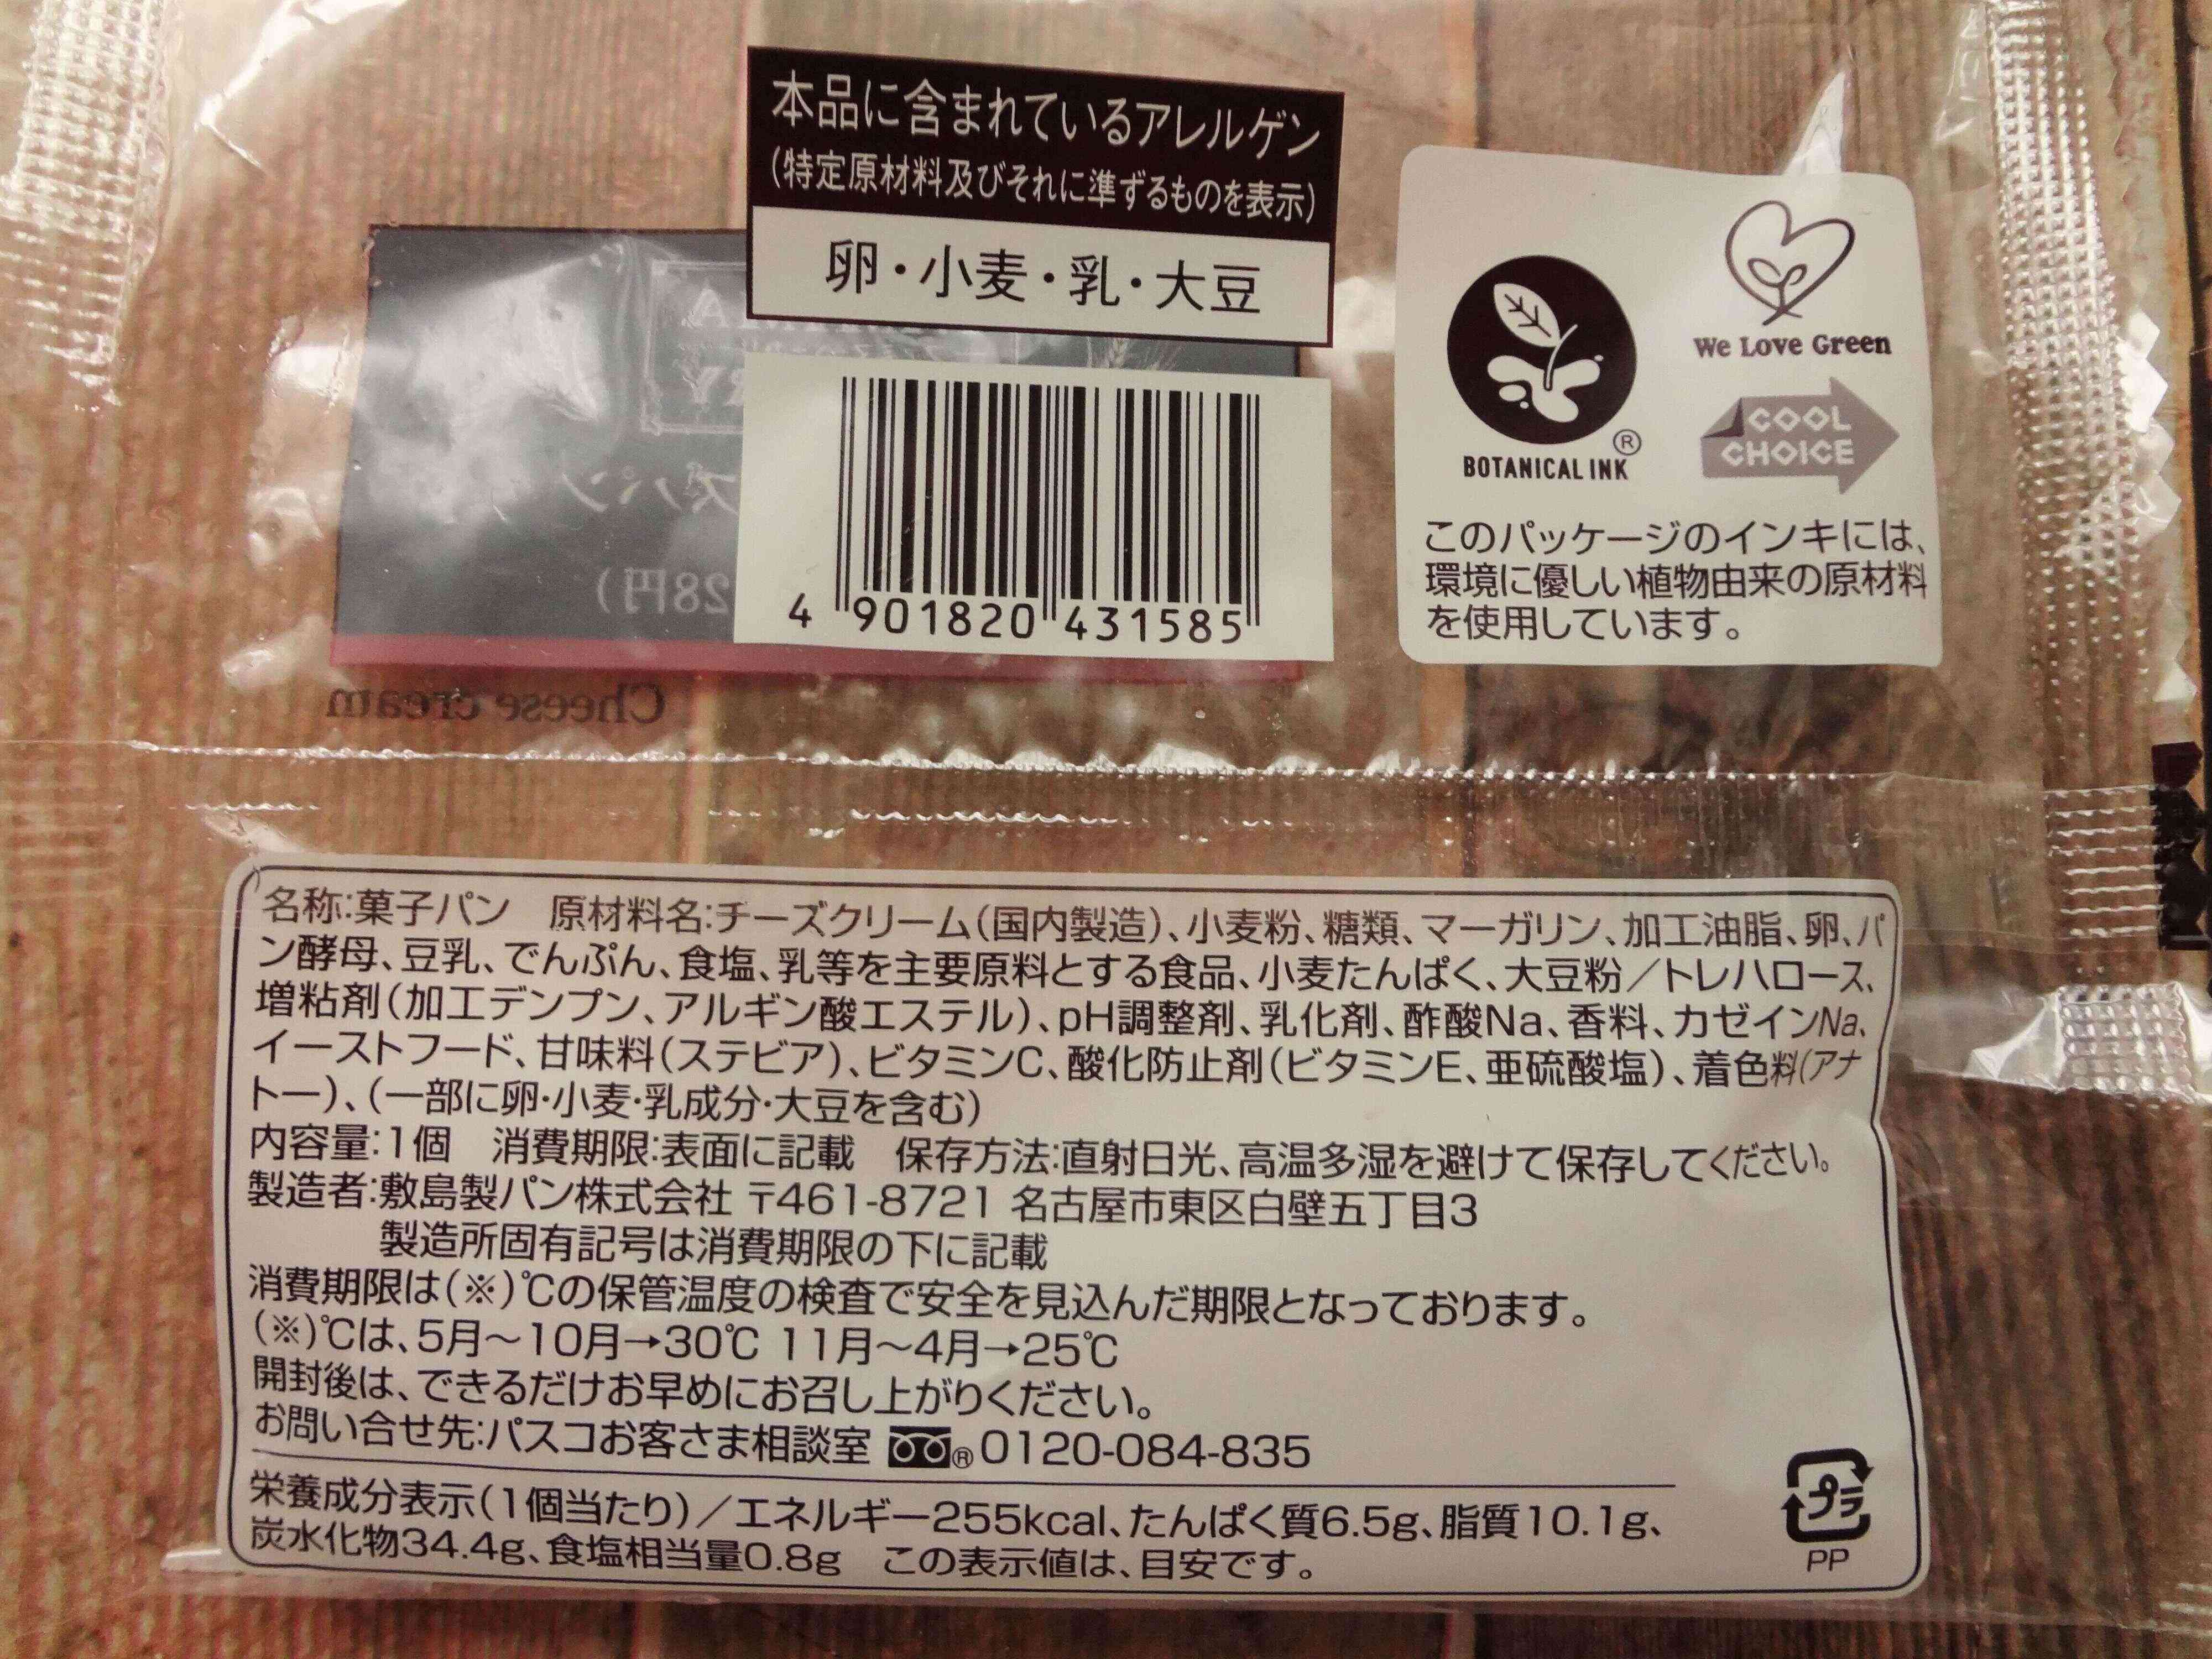 本品に含まれているアレルゲン
(特定原材料及びそれに準ずるものを表示)
卵・小麦・乳・大豆
4 901820 431585
We Love Green
BOTANICAL INK
®
COOL
CHOICE
このパッケージのインキには、
環境に優しい植物由来の原材料
を使用しています。
ズパン
28円)
Cheese cream
名称:菓子パン 原材料名:チーズクリーム(国内製造)、小麦粉、糖類、マーガリン、加工油脂、卵、パ
ン酵母、豆乳、でんぷん、食塩、乳等を主要原料とする食品、小麦たんぱく、大豆粉/トレハロース、
増粘剤(加工デンプン、アルギン酸エステル)、pH調整剤、乳化剤、酢酸Na、香料、カゼインNa、
イーストフード、甘味料(ステビア)、ビタミンC、酸化防止剤(ビタミンE、亜硫酸塩)、着色料(アナ
トー)、(一部に卵・小麦・乳成分・大豆を含む)
内容量:1個 消費期限:表面に記載 保存方法:直射日光、高温多湿を避けて保存してください。
製造者:敷島製パン株式会社 〒461-8721 名古屋市東区白壁五丁目3
製造所固有記号は消費期限の下に記載
消費期限は(※)℃の保管温度の検査で安全を見込んだ期限となっております。
(※)℃は、5月～10月→30℃ 11月～4月→25℃
開封後は、できるだけお早めにお召し上がりください。
お問い合せ先:パスコお客さま相談室 ®0120-084-835
栄養成分表示(1個当たり)/エネルギー255kcal、たんぱく質6.5g、脂質10.1g、
炭水化物34.4g、食塩相当量0.8g この表示値は、目安です。
プラ
PP